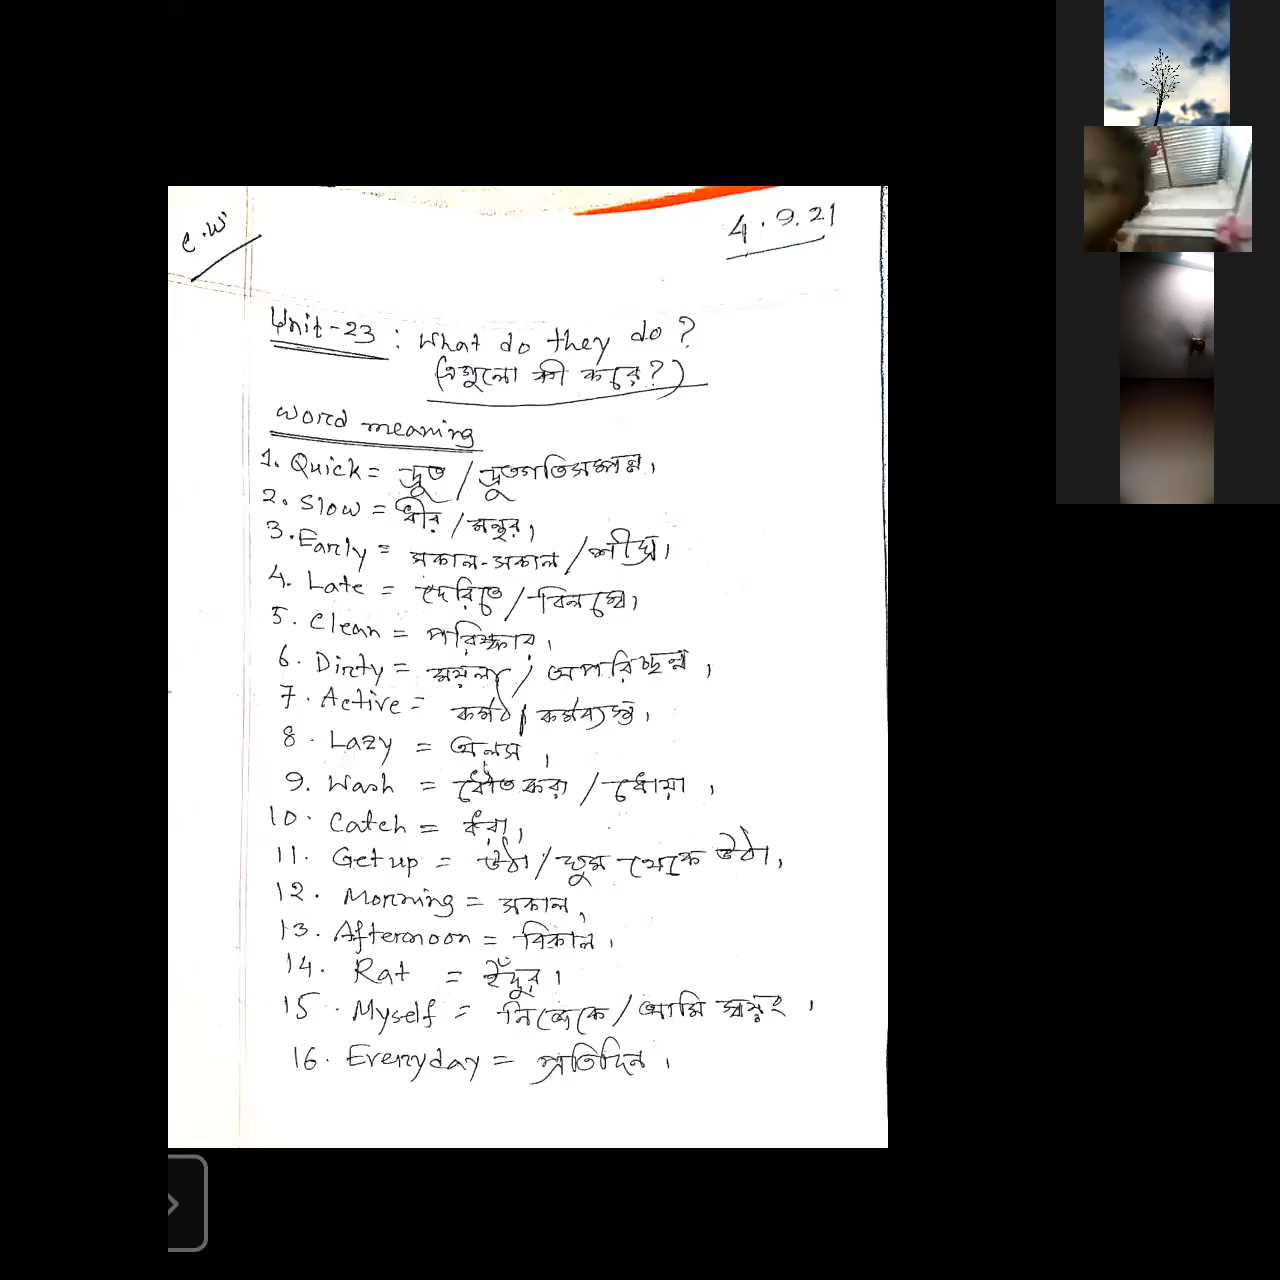 C.W
4.9.21
Unit-23 : What do they do ?
(এগুলো কী করে?)
Word meaning
1. Quick = দ্রুত / দ্রুতগতিসম্পন্ন।
2. Slow = ধীর / মন্থর।
3. Early = সকাল-সকাল / শীঘ্র।
4. Late = দেরিতে / বিলম্বে।
5. Clean = পরিষ্কার।
6. Dirty = ময়লা / অপরিচ্ছন্ন।
7. Active = কর্মঠ / কর্মব্যস্ত।
8. Lazy = অলস।
9. Wash = ধৌত করা / ধোয়া।
10. Catch = ধরা।
11. Get up = উঠা / ঘুম থেকে উঠা।
12. Morning = সকাল।
13. Afternoon = বিকাল।
14. Rat = ইঁদুর।
15. Myself = নিজেকে / আমি স্বয়ং।
16. Everyday = প্রতিদিন।